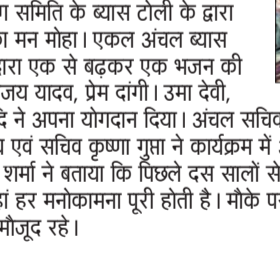 ग समिति के ब्यास टोली के द्वारा
ा मन मोहा। एकल अंचल ब्यास
ारा एक से बढ़कर एक भजन की
जय यादव, प्रेम दांगी। उमा देवी,
दे ने अपना योगदान दिया। अंचल सचिव
एवं सचिव कृष्णा गुप्ता ने कार्यक्रम में
शर्मा ने बताया कि पिछले दस सालों से
हां हर मनोकामना पूरी होती है। मौके प
मौजूद रहे।